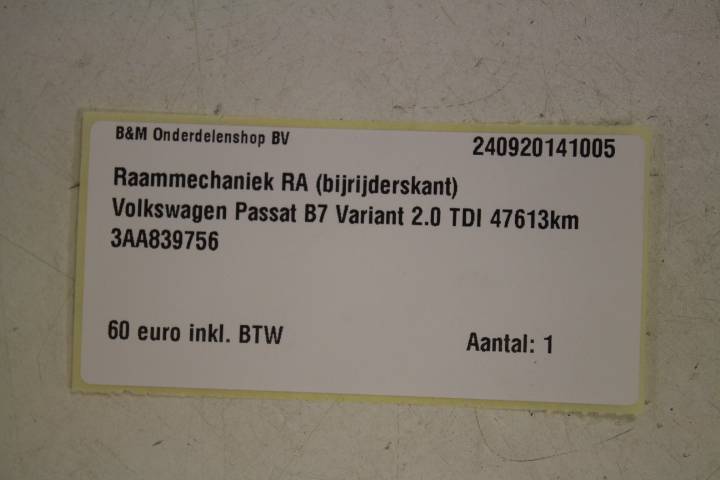 B&M Onderdelenshop BV
240920141005
Raammechaniek RA (bijrijderskant)
Volkswagen Passat B7 Variant 2.0 TDI 47613km
3AA839756
60 euro inkl. BTW
Aantal: 1